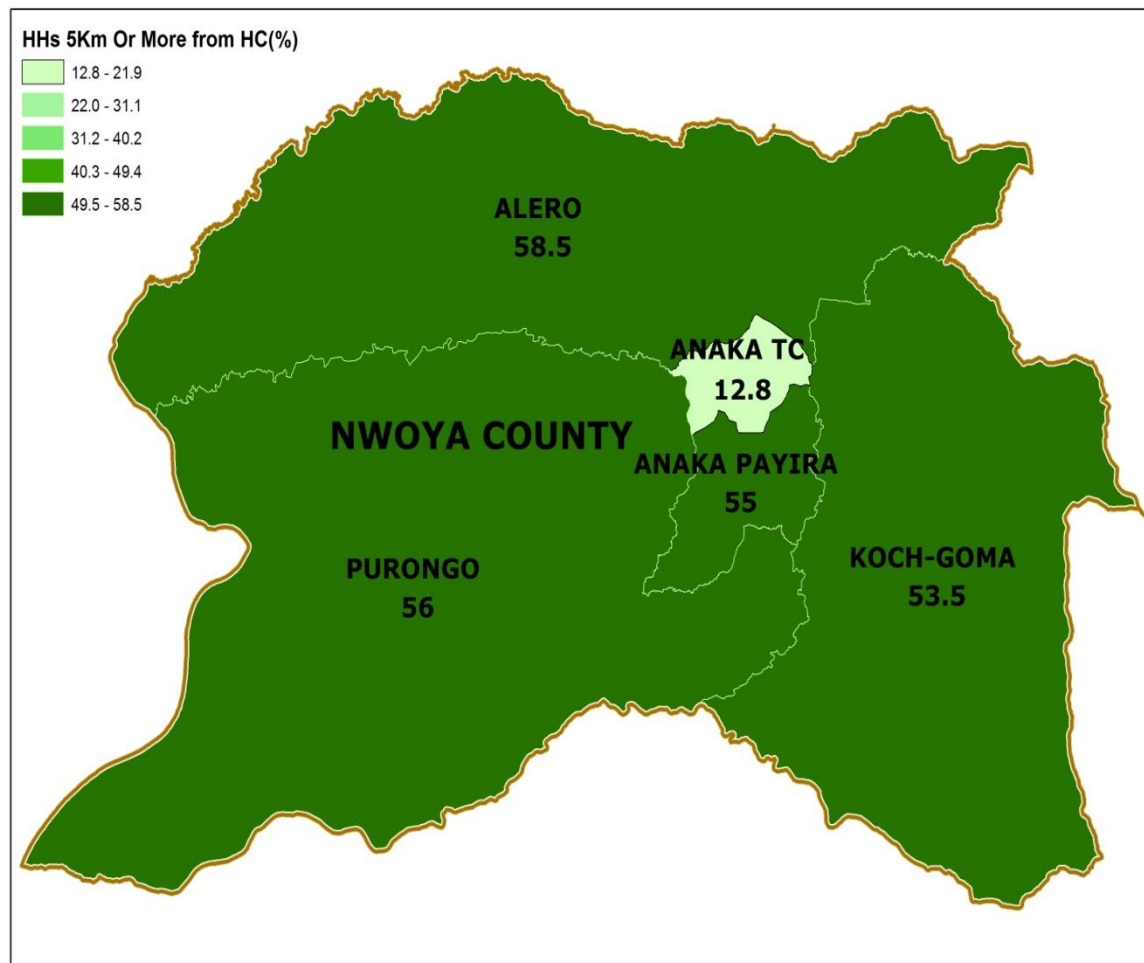 HHs 5Km Or More from HC(%)
12.8 - 21.9
22.0 - 31.1
31.2 - 40.2
40.3 - 49.4
49.5 - 58.5
ALERO
58.5
ANAKA TC
12.8
NWOYA COUNTY
ANAKA PAYIRA
55
PURONGO
56
KOCH-GOMA
53.5